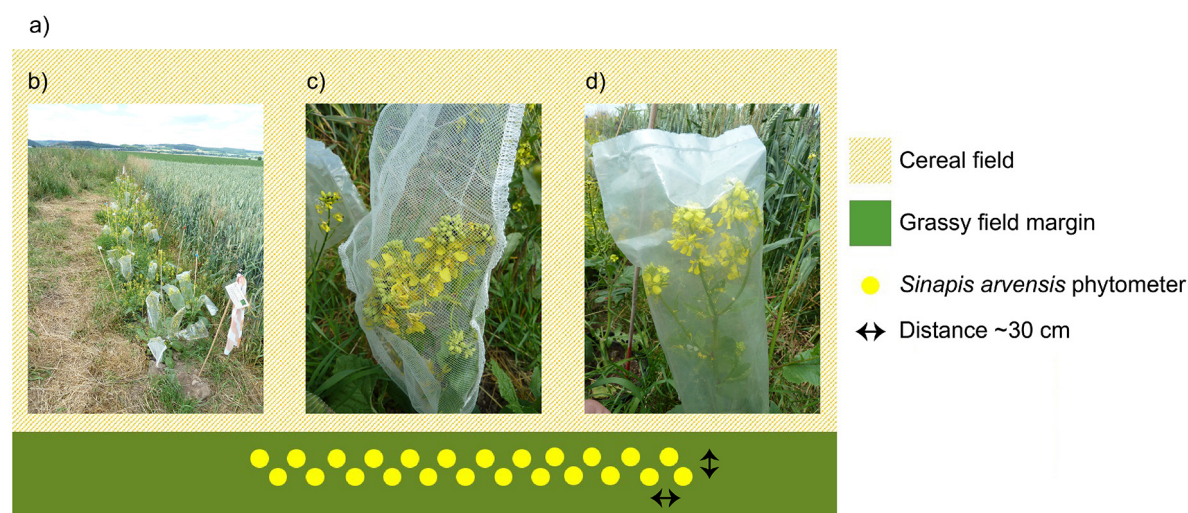 a)
b)
c)
d)
Cereal field
Grassy field margin
Sinapis arvensis phytometer
Distance ~30 cm